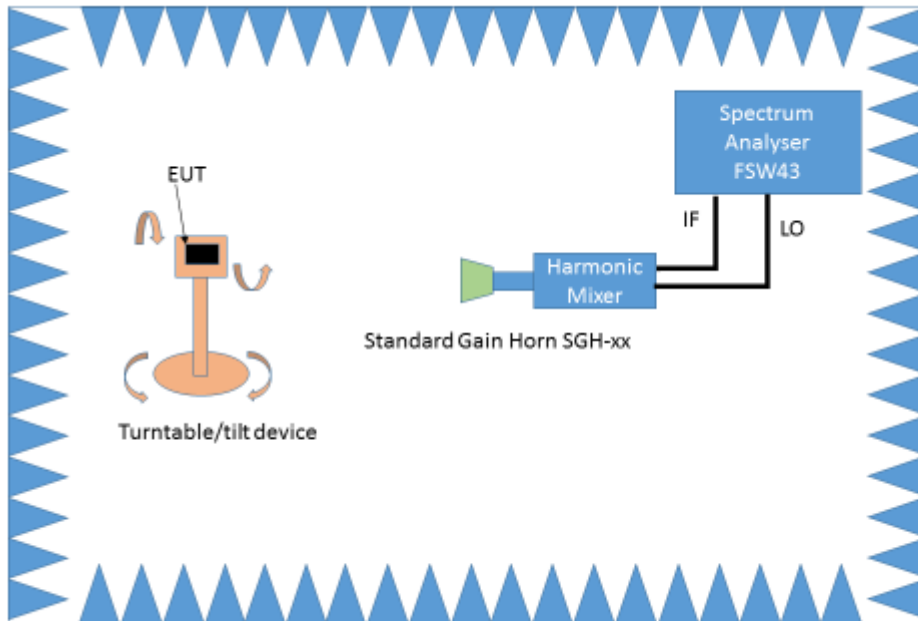 Spectrum
Analyser
FSW43
EUT
IF
LO
Harmonic
Mixer
Standard Gain Horn SGH-xx
Turntable/tilt device